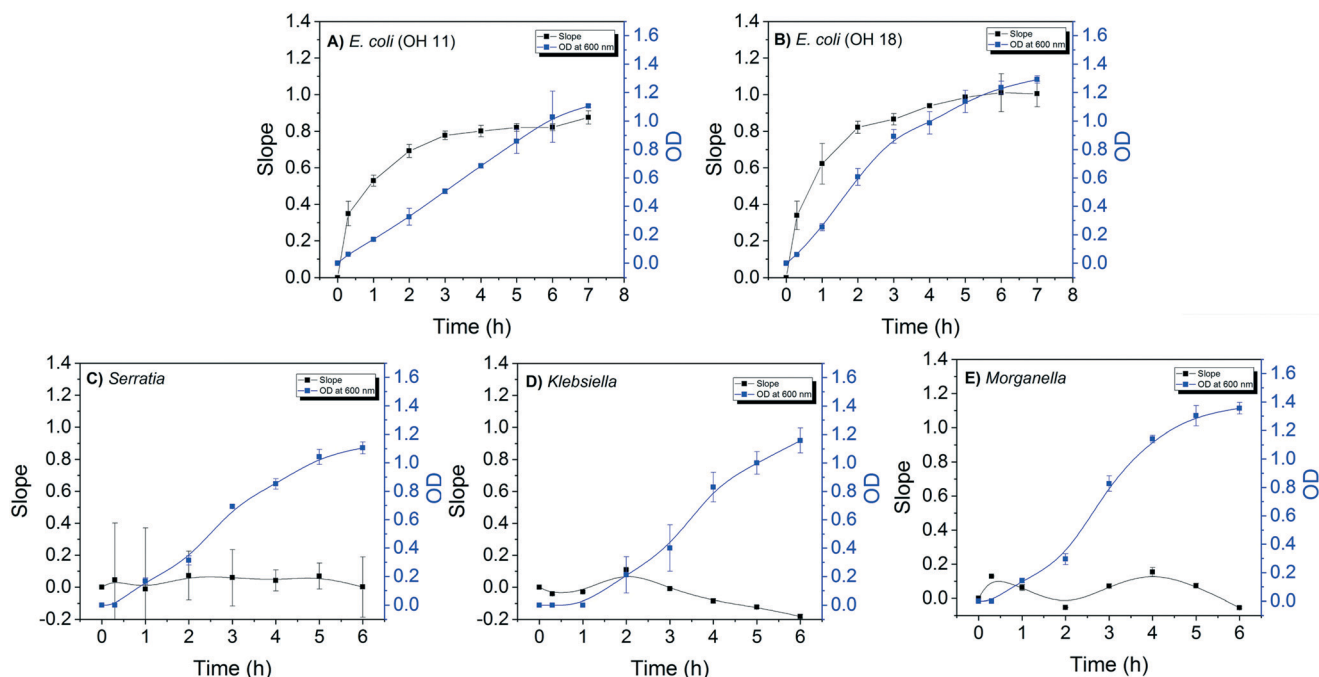 A) E. coli (OH 11)
Slope
OD at 600 nm
1.4
1.2
1.0
0.8
0.6
0.4
0.2
0.0
Slope
1.6
1.4
1.2
1.0
0.8
0.6
0.4
0.2
0.0
OD
0 1 2 3 4 5 6 7 8
Time (h)
B) E. coli (OH 18)
Slope
OD at 600 nm
1.4
1.2
1.0
0.8
0.6
0.4
0.2
0.0
Slope
1.6
1.4
1.2
1.0
0.8
0.6
0.4
0.2
0.0
OD
0 1 2 3 4 5 6 7 8
Time (h)
C) Serratia
Slope
OD at 600 nm
1.4
1.2
1.0
0.8
0.6
0.4
0.2
0.0
-0.2
Slope
1.6
1.4
1.2
1.0
0.8
0.6
0.4
0.2
0.0
OD
0 1 2 3 4 5 6
Time (h)
D) Klebsiella
Slope
OD at 600 nm
1.4
1.2
1.0
0.8
0.6
0.4
0.2
0.0
-0.2
Slope
1.6
1.4
1.2
1.0
0.8
0.6
0.4
0.2
0.0
OD
0 1 2 3 4 5 6
Time (h)
E) Morganella
Slope
OD at 600 nm
1.4
1.2
1.0
0.8
0.6
0.4
0.2
0.0
Slope
1.6
1.4
1.2
1.0
0.8
0.6
0.4
0.2
0.0
OD
0 1 2 3 4 5 6
Time (h)